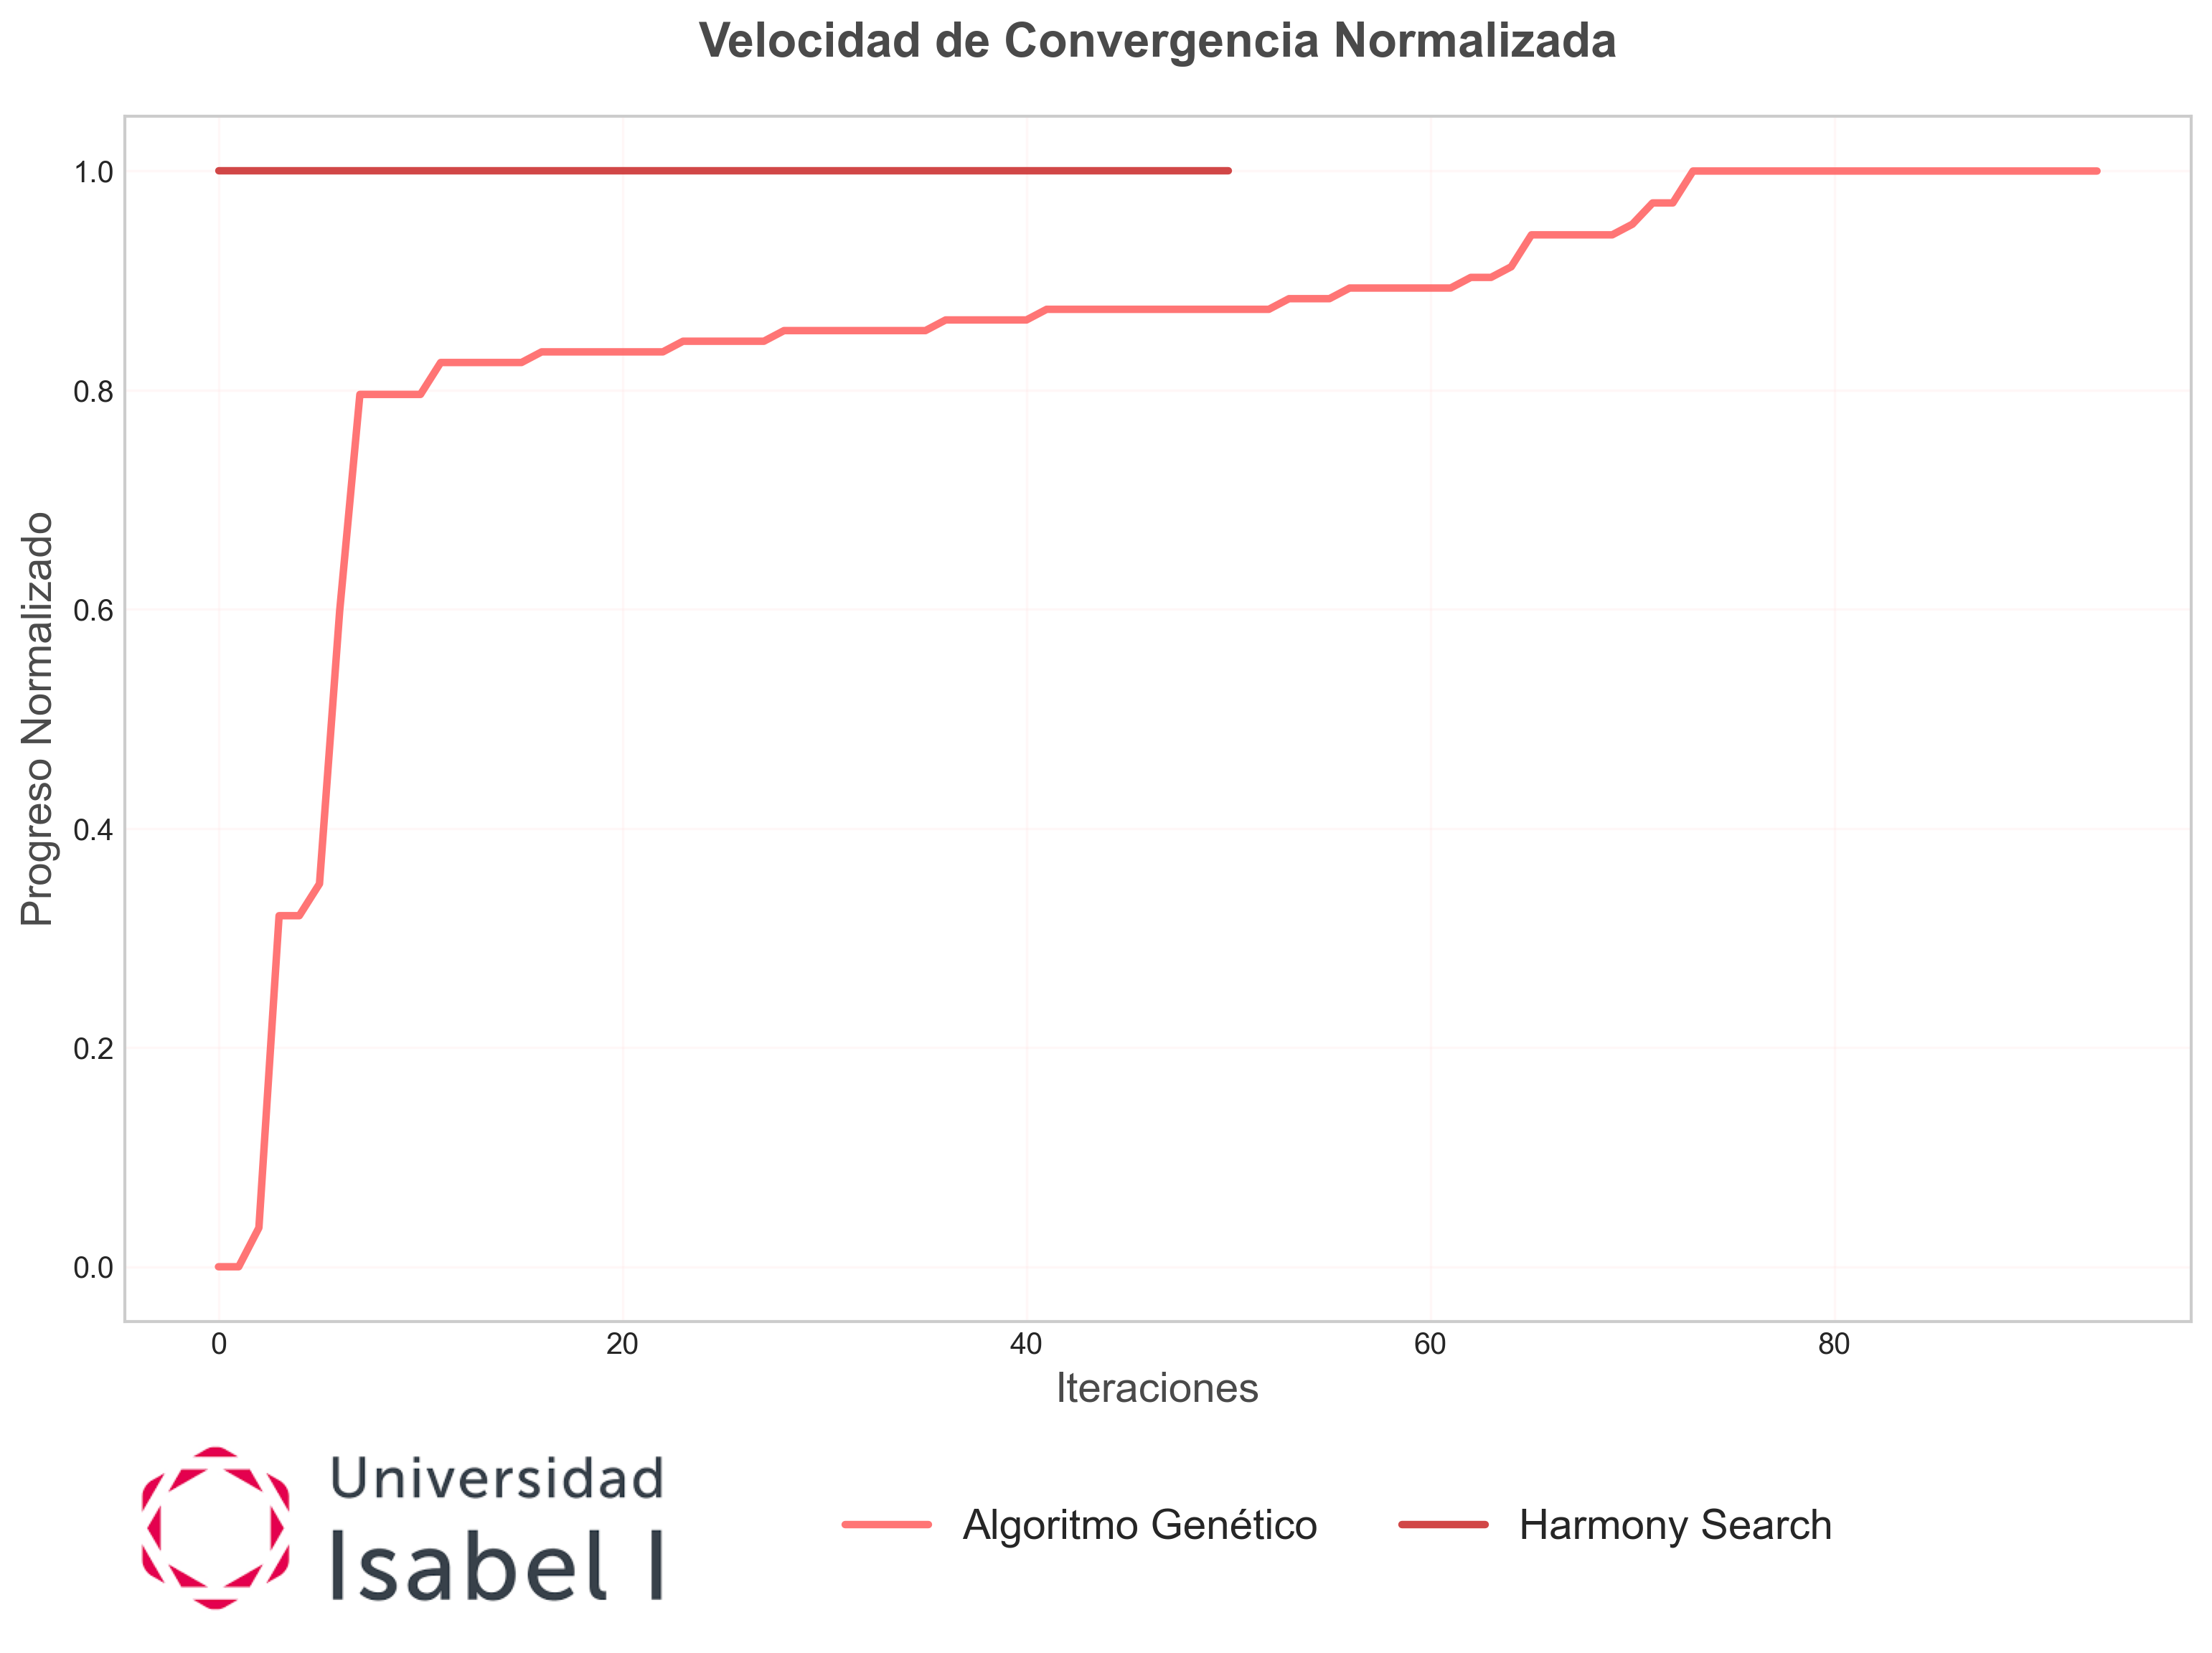 Velocidad de Convergencia Normalizada
Progreso Normalizado
1.0
0.8
0.6
0.4
0.2
0.0
0 20 40 60 80
Iteraciones
Universidad
Isabel I
Algoritmo Genético Harmony Search